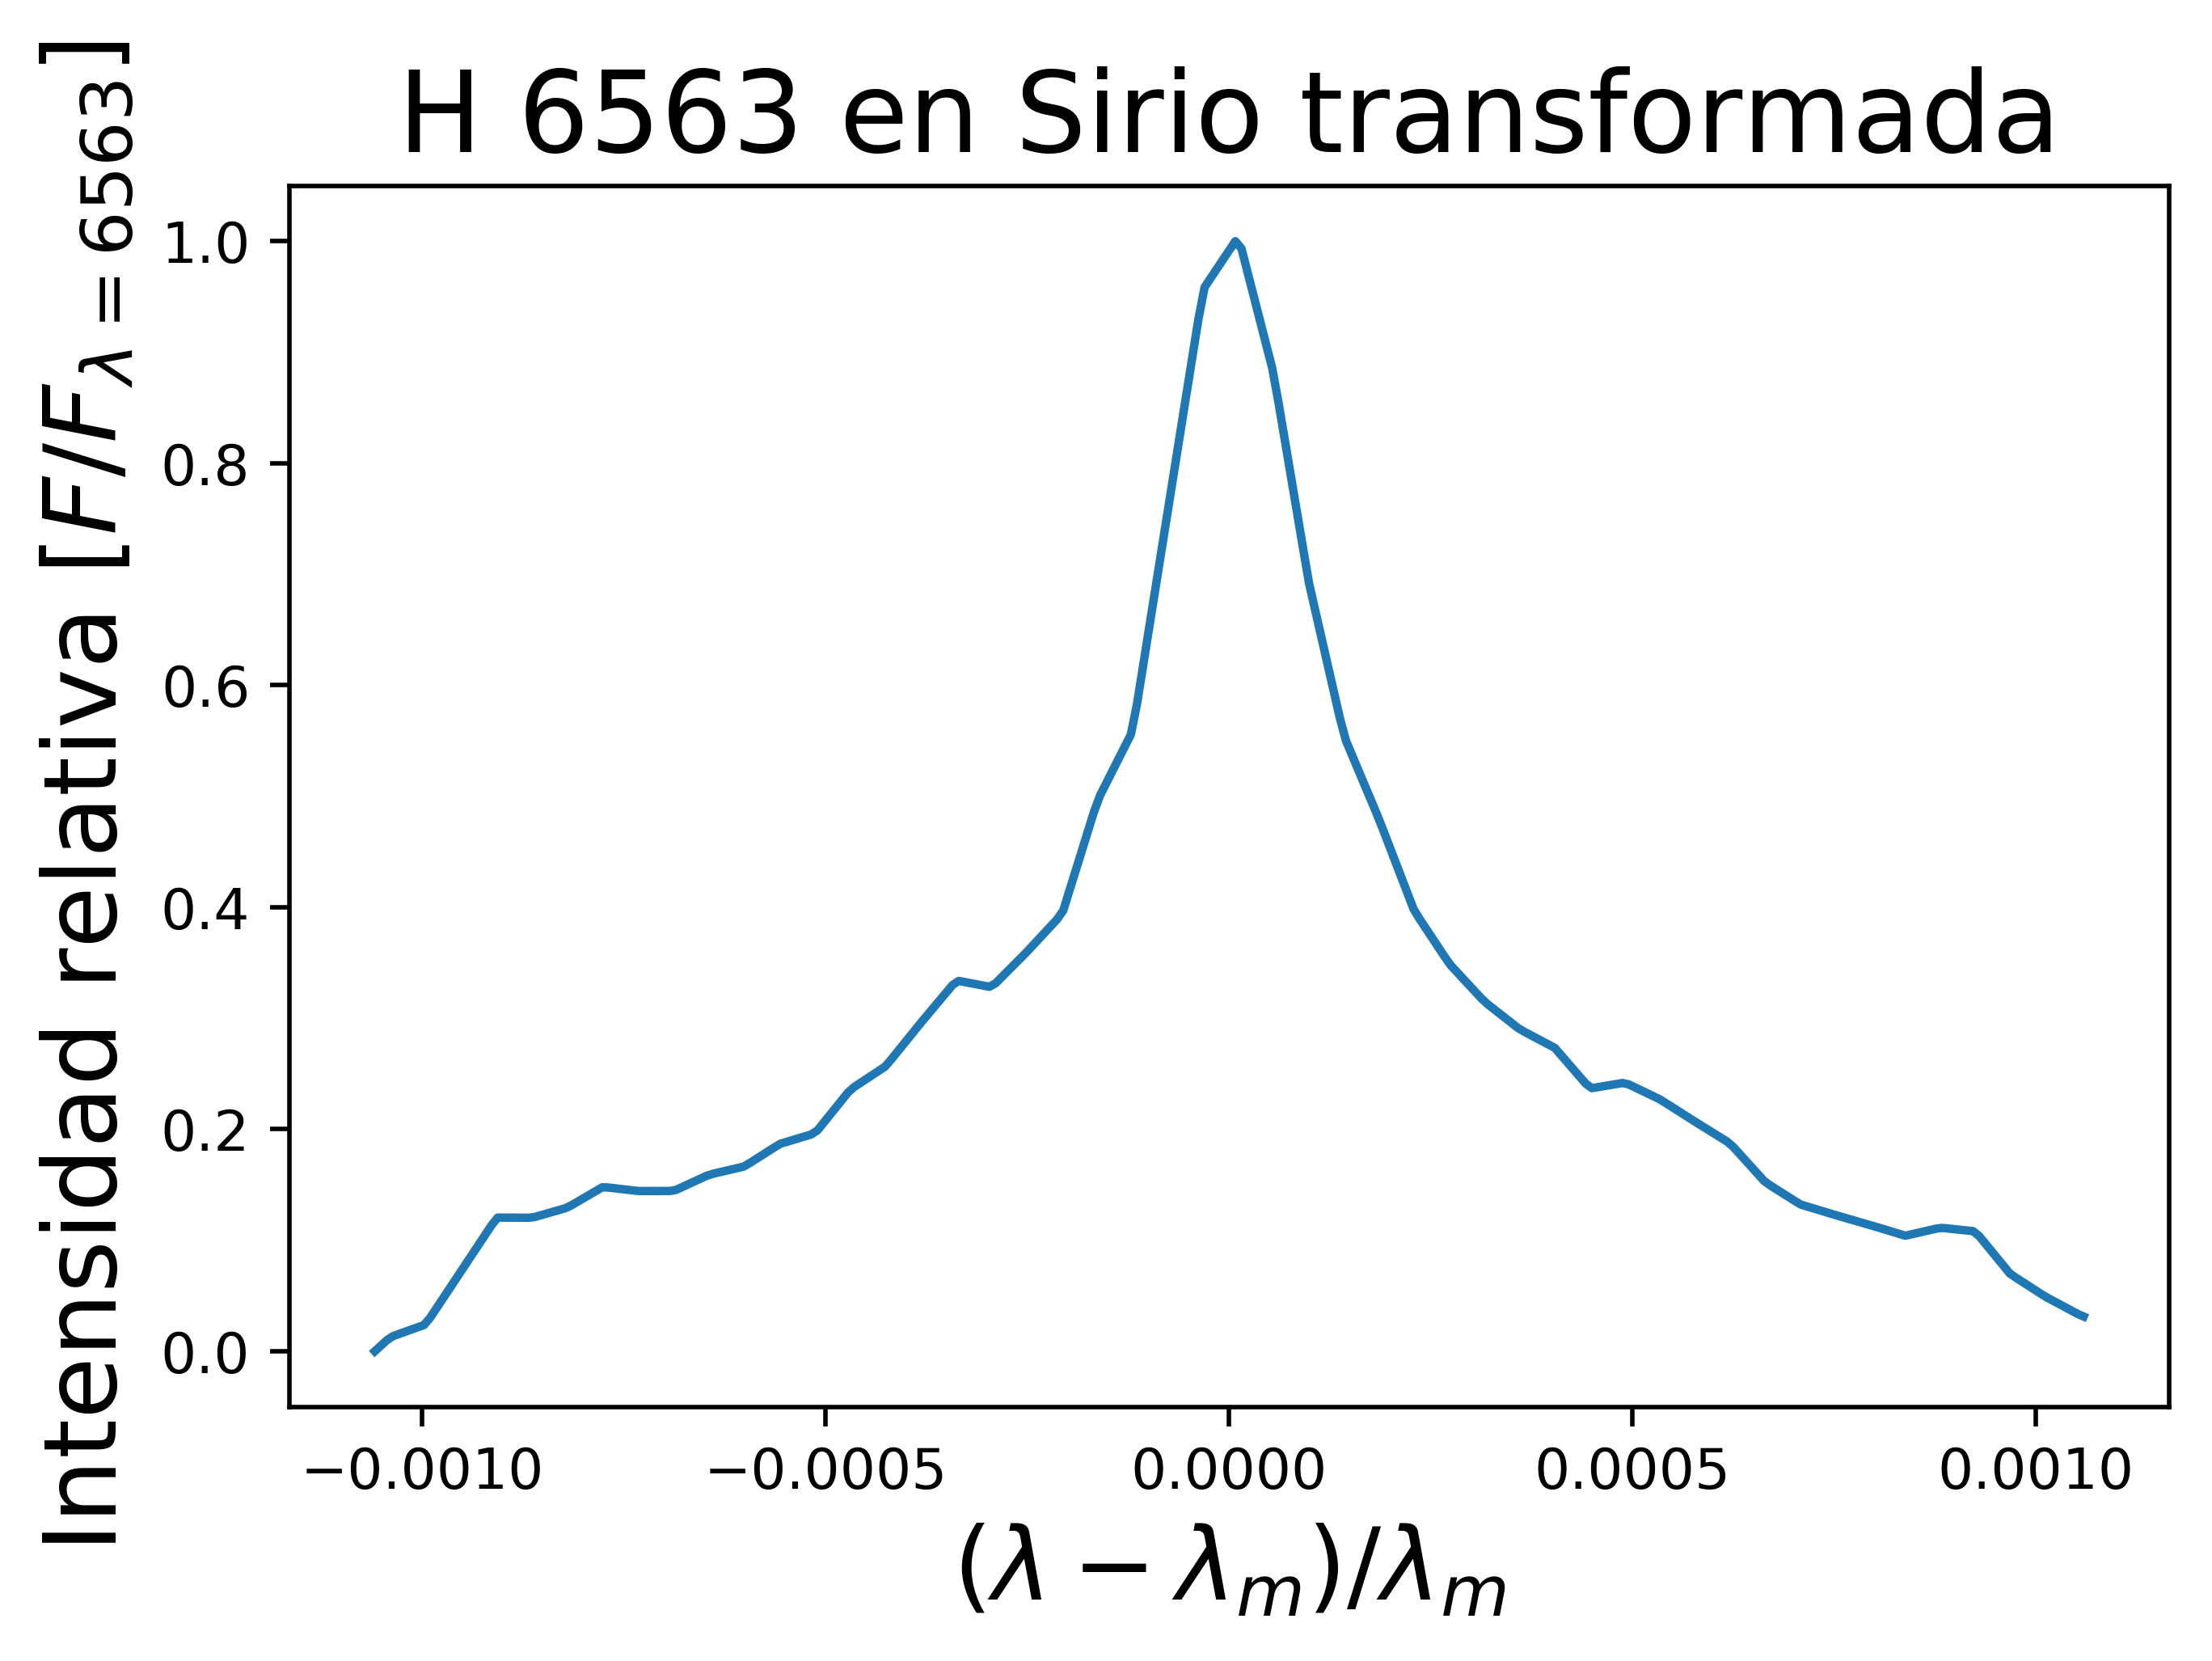 H 6563 en Sirio transformada
Intensidad relativa [F/F_λ=6563]
1.0
0.8
0.6
0.4
0.2
0.0
−0.0010 −0.0005 0.0000 0.0005 0.0010
(λ − λ_m)/λ_m